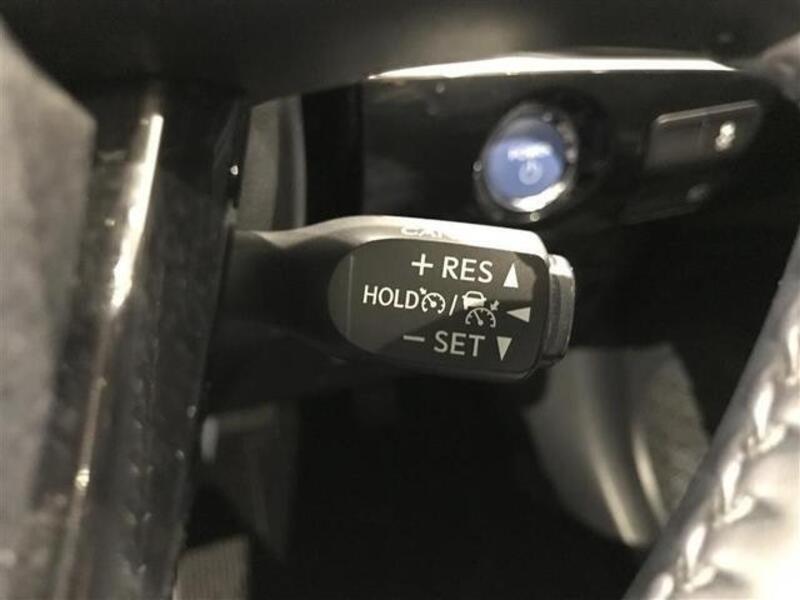 + RES
HOLD /
− SET